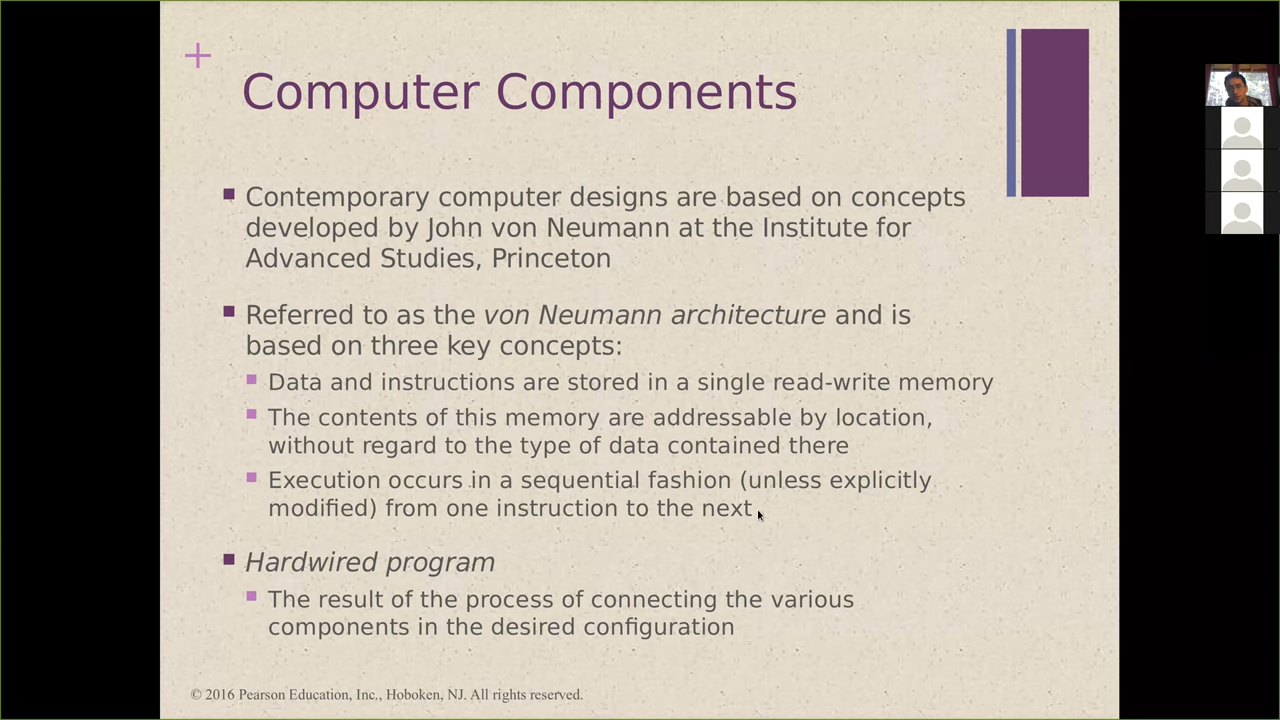 +
Computer Components
Contemporary computer designs are based on concepts
developed by John von Neumann at the Institute for
Advanced Studies, Princeton
Referred to as the von Neumann architecture and is
based on three key concepts:
Data and instructions are stored in a single read-write memory
The contents of this memory are addressable by location,
without regard to the type of data contained there
Execution occurs in a sequential fashion (unless explicitly
modified) from one instruction to the next
Hardwired program
The result of the process of connecting the various
components in the desired configuration
© 2016 Pearson Education, Inc., Hoboken, NJ. All rights reserved.